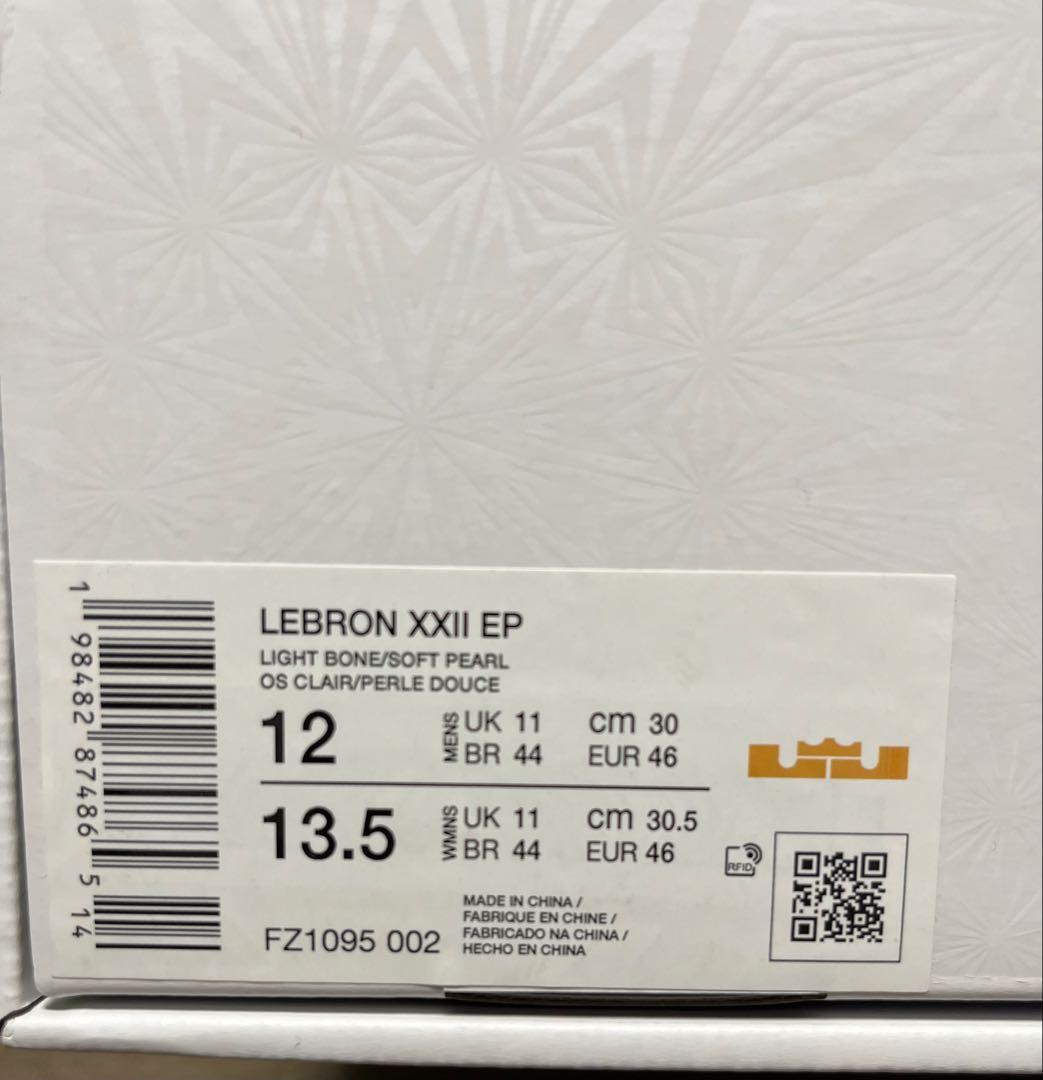 LEBRON XXII EP
LIGHT BONE/SOFT PEARL
OS CLAIR/PERLE DOUCE
12 MENS UK 11 cm 30
BR 44 EUR 46
13.5 WMNS UK 11 cm 30.5
BR 44 EUR 46
RFID
MADE IN CHINA /
FABRIQUE EN CHINE /
FABRICADO NA CHINA /
HECHO EN CHINA
FZ1095 002
1 98482 87486 5 14